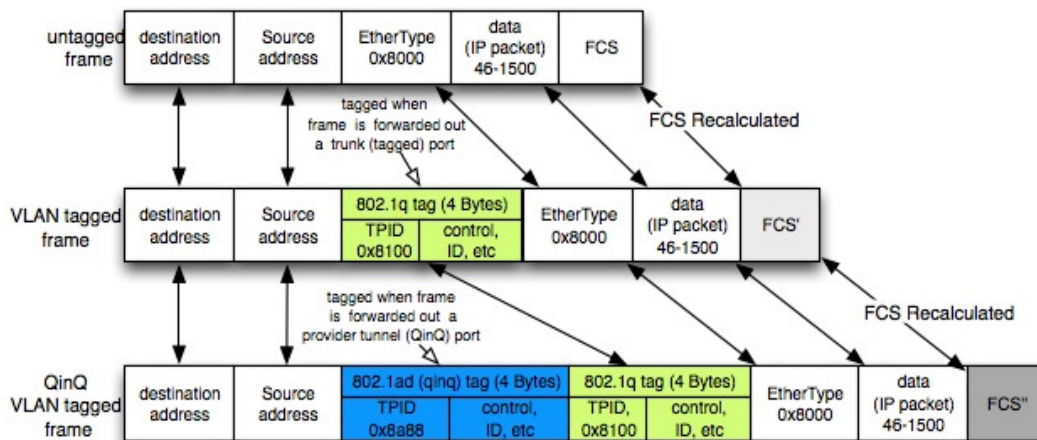 untagged
frame
destination
address
Source
address
EtherType
0x8000
data
(IP packet)
46-1500
FCS
tagged when
frame is forwarded out
a trunk (tagged) port
FCS Recalculated
VLAN tagged
frame
destination
address
Source
address
802.1q tag (4 Bytes)
TPID
0x8100
control,
ID, etc
EtherType
0x8000
data
(IP packet)
46-1500
FCS'
tagged when frame
is forwarded out a
provider tunnel (QinQ) port
FCS Recalculated
QinQ
VLAN tagged
frame
destination
address
Source
address
802.1ad (qinq) tag (4 Bytes)
TPID
0x8a88
control,
ID, etc
802.1q tag (4 Bytes)
TPID,
0x8100
control,
ID, etc
EtherType
0x8000
data
(IP packet)
46-1500
FCS"